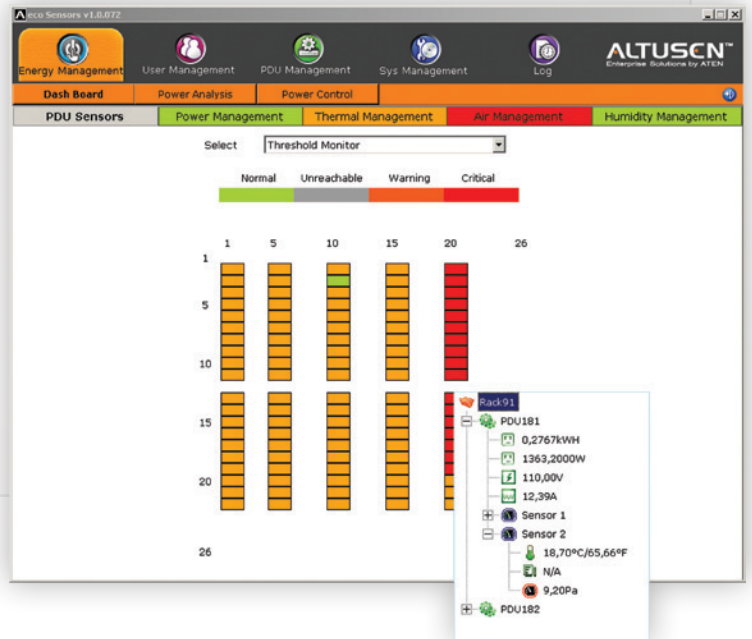 eco Sensors v1.0.072
Energy Management User Management PDU Management Sys Management Log
ALTUSEN™
Enterprise Solutions by ATEN
Dash Board Power Analysis Power Control
PDU Sensors Power Management Thermal Management Air Management Humidity Management
Select Threshold Monitor
Normal Unreachable Warning Critical
1 5 10 15 20 26
1
5
10
15
20
26
Rack91
PDU181
0,2767kWH
1363,2000W
110,00V
12,39A
Sensor 1
Sensor 2
18,70ºC/65,66ºF
N/A
9,20Pa
PDU182